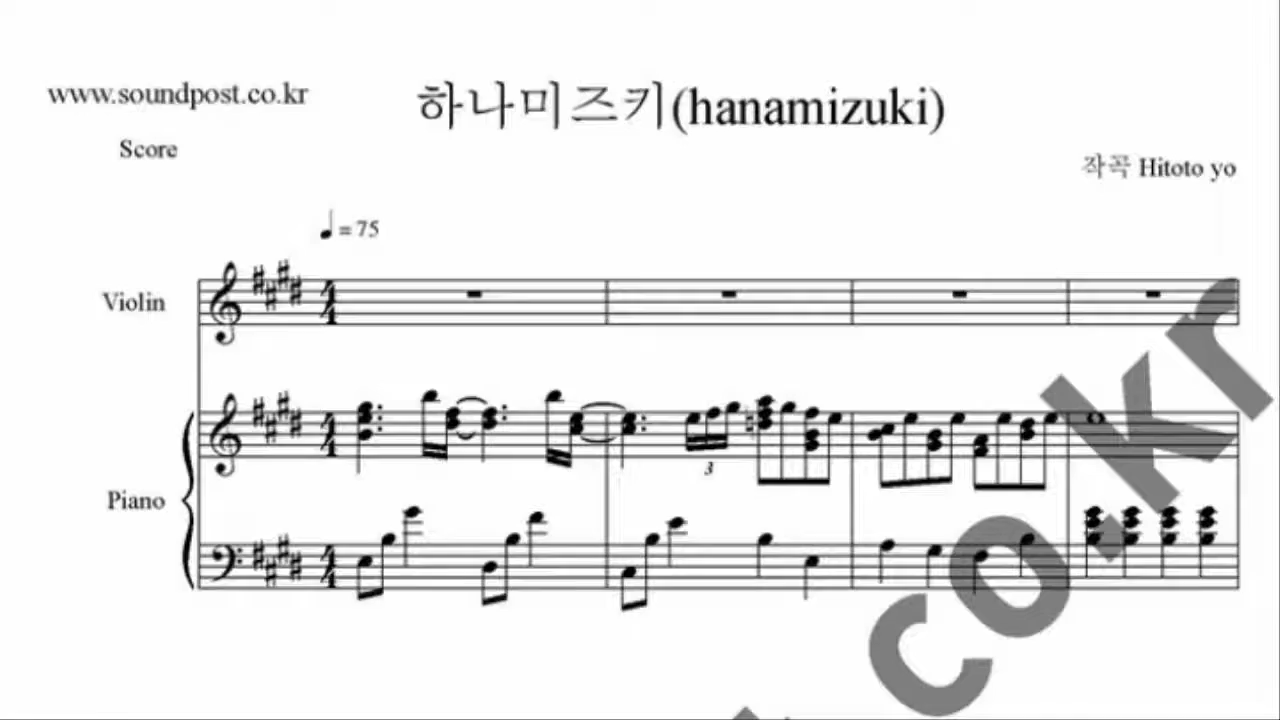 www.soundpost.co.kr
하나미즈키(hanamizuki)
Score
작곡 Hitoto yo
= 75
Violin
3
Piano
co.kr